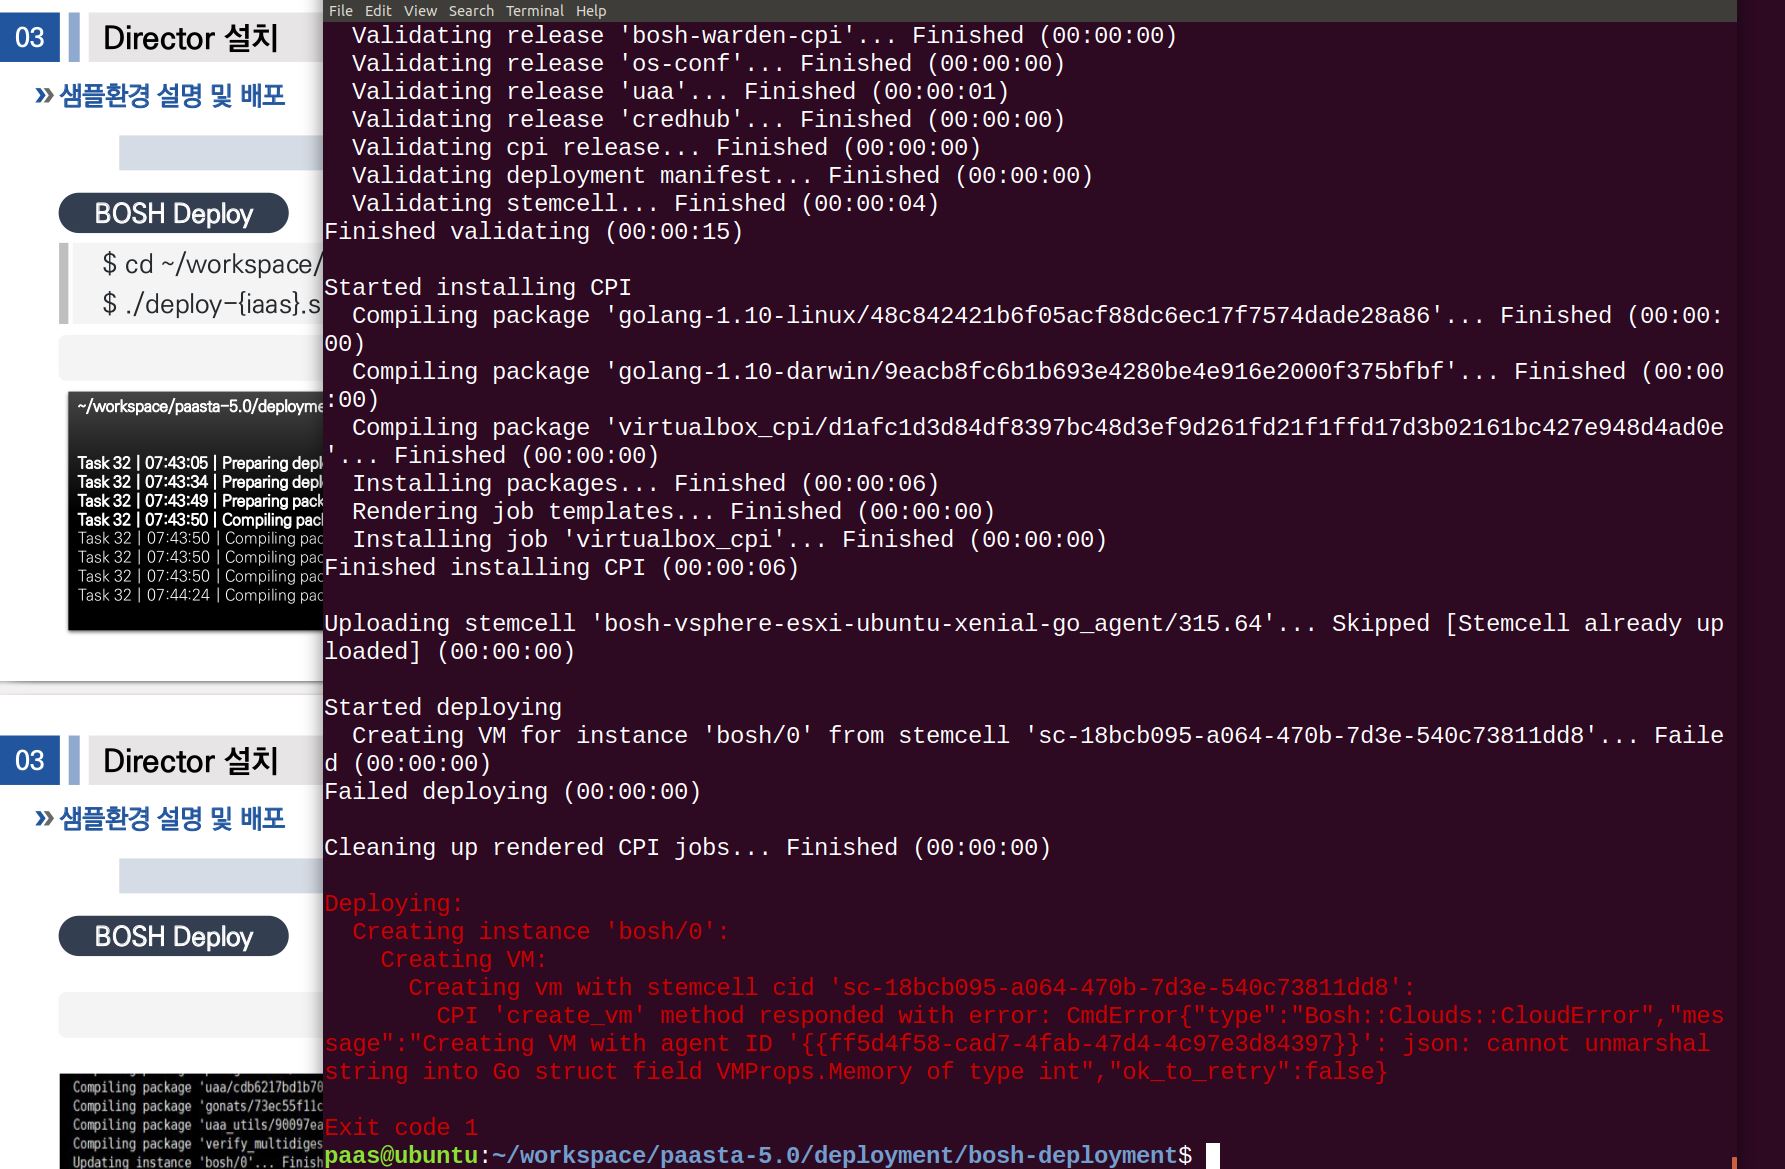 03 Director 설치
» 샘플환경 설명 및 배포
BOSH Deploy
$ cd ~/workspace/
$ ./deploy-{iaas}.s
~/workspace/paasta-5.0/deployme
Task 32 | 07:43:05 | Preparing depl
Task 32 | 07:43:34 | Preparing depl
Task 32 | 07:43:49 | Preparing pack
Task 32 | 07:43:50 | Compiling pac
Task 32 | 07:43:50 | Compiling pac
Task 32 | 07:43:50 | Compiling pac
Task 32 | 07:43:50 | Compiling pac
Task 32 | 07:44:24 | Compiling pac
03 Director 설치
» 샘플환경 설명 및 배포
BOSH Deploy
Compiling package 'uaa/cdb6217bd1b70
Compiling package 'gonats/73ec55f11c
Compiling package 'uaa_utils/90097ea
Compiling package 'verify_multidiges
Updating instance 'bosh/0'... Finish
File Edit View Search Terminal Help
Validating release 'bosh-warden-cpi'... Finished (00:00:00)
Validating release 'os-conf'... Finished (00:00:00)
Validating release 'uaa'... Finished (00:00:01)
Validating release 'credhub'... Finished (00:00:00)
Validating cpi release... Finished (00:00:00)
Validating deployment manifest... Finished (00:00:00)
Validating stemcell... Finished (00:00:04)
Finished validating (00:00:15)
Started installing CPI
Compiling package 'golang-1.10-linux/48c842421b6f05acf88dc6ec17f7574dade28a86'... Finished (00:00:
00)
Compiling package 'golang-1.10-darwin/9eacb8fc6b1b693e4280be4e916e2000f375bfbf'... Finished (00:00
:00)
Compiling package 'virtualbox_cpi/d1afc1d3d84df8397bc48d3ef9d261fd21f1ffd17d3b02161bc427e948d4ad0e
'... Finished (00:00:00)
Installing packages... Finished (00:00:06)
Rendering job templates... Finished (00:00:00)
Installing job 'virtualbox_cpi'... Finished (00:00:00)
Finished installing CPI (00:00:06)
Uploading stemcell 'bosh-vsphere-esxi-ubuntu-xenial-go_agent/315.64'... Skipped [Stemcell already up
loaded] (00:00:00)
Started deploying
Creating VM for instance 'bosh/0' from stemcell 'sc-18bcb095-a064-470b-7d3e-540c73811dd8'... Faile
d (00:00:00)
Failed deploying (00:00:00)
Cleaning up rendered CPI jobs... Finished (00:00:00)
Deploying:
Creating instance 'bosh/0':
Creating VM:
Creating vm with stemcell cid 'sc-18bcb095-a064-470b-7d3e-540c73811dd8':
CPI 'create_vm' method responded with error: CmdError{"type":"Bosh::Clouds::CloudError","mes
sage":"Creating VM with agent ID '{{ff5d4f58-cad7-4fab-47d4-4c97e3d84397}}': json: cannot unmarshal
string into Go struct field VMProps.Memory of type int","ok_to_retry":false}
Exit code 1
paas@ubuntu:~/workspace/paasta-5.0/deployment/bosh-deployment$